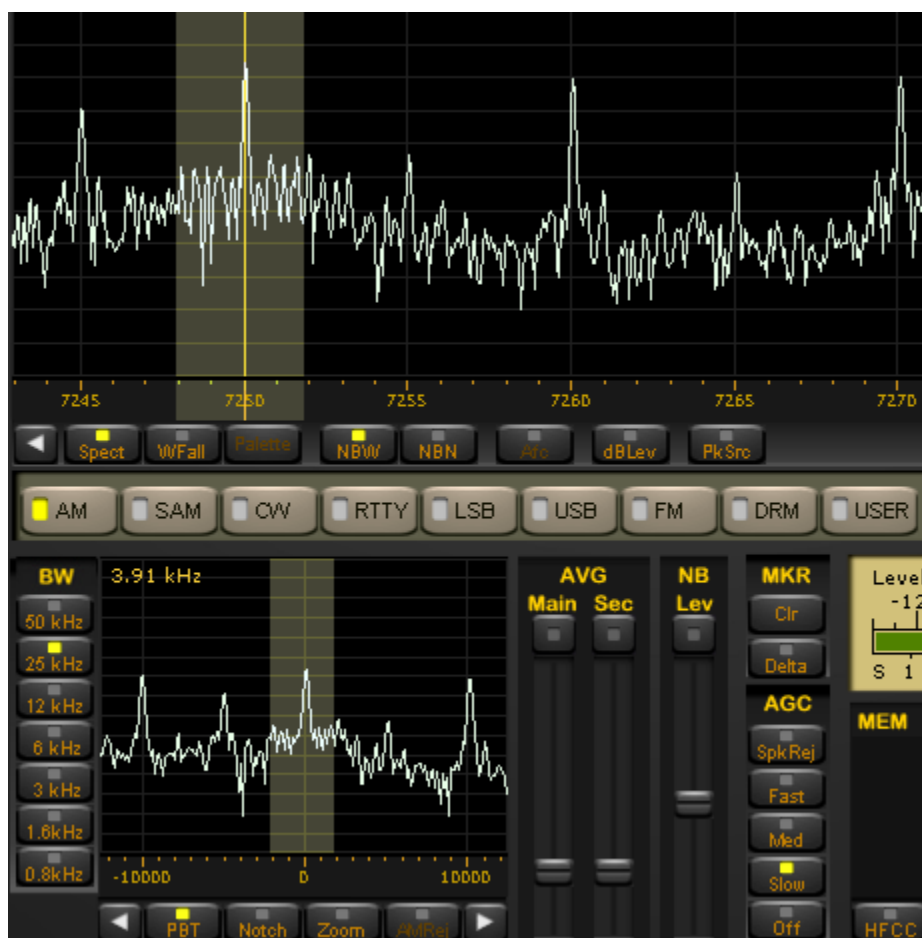 7245 7250 7255 7260 7265 7270
Spect WFall Palette NBW NBN Afc dBLev PkSrc
AM SAM CW RTTY LSB USB FM DRM USER
BW 3.91 kHz AVG NB MKR Level
Main Sec Lev Clr -12
50 kHz
25 kHz Delta S 1
12 kHz AGC MEM
6 kHz SpkRej
3 kHz Fast
1.6kHz Med
0.8kHz -10000 0 10000 Slow
PBT Notch Zoom AMRej Off HFCC